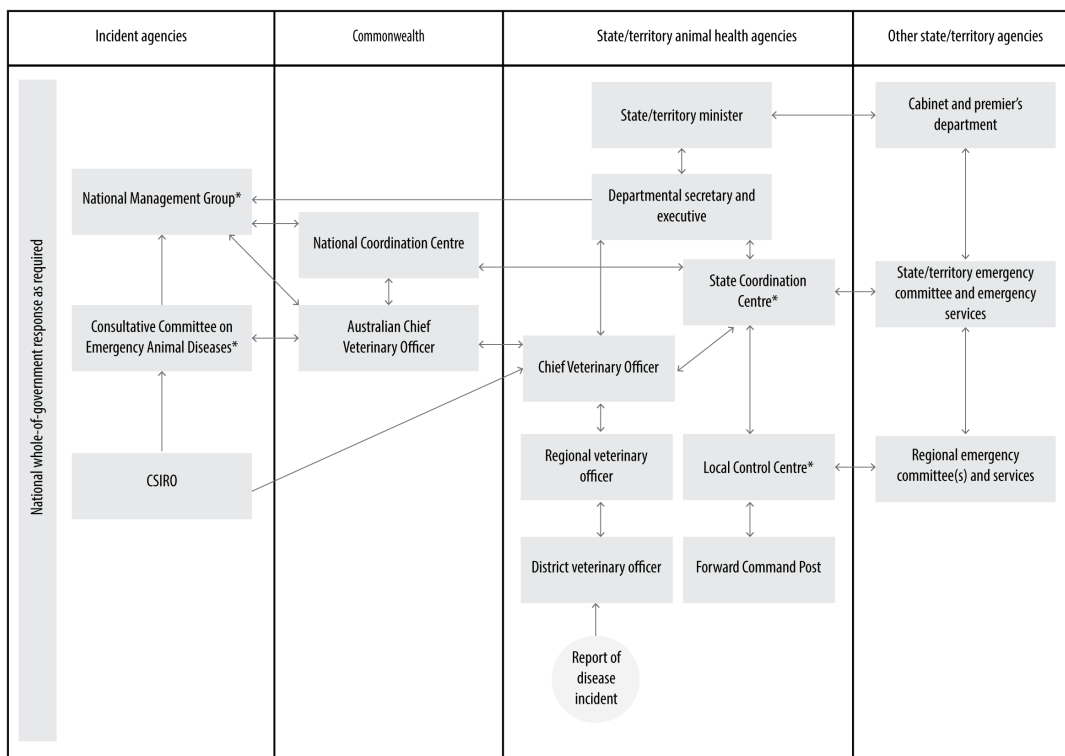 Incident agencies
Commonwealth
State/territory animal health agencies
Other state/territory agencies
National whole-of-government response as required
State/territory minister
Cabinet and premier's
department
National Management Group*
Departmental secretary and
executive
National Coordination Centre
State Coordination
Centre*
State/territory emergency
committee and emergency
services
Consultative Committee on
Emergency Animal Diseases*
Australian Chief
Veterinary Officer
Chief Veterinary Officer
CSIRO
Regional veterinary
officer
Local Control Centre*
Regional emergency
committee(s) and services
District veterinary officer
Forward Command Post
Report of
disease
incident